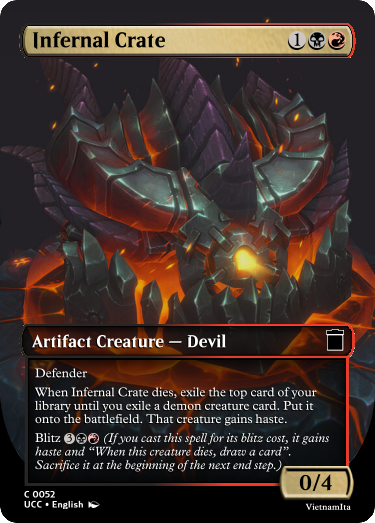 Infernal Crate 1
Artifact Creature — Devil
Defender
When Infernal Crate dies, exile the top card of your
library until you exile a demon creature card. Put it
onto the battlefield. That creature gains haste.
Blitz 3 (If you cast this spell for its blitz cost, it gains
haste and “When this creature dies, draw a card”.
Sacrifice it at the beginning of the next end step.)
0/4
C 0052
UCC • English
VietnamIta